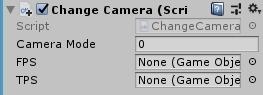 Change Camera (Scri
Script ChangeCamera
Camera Mode 0
FPS None (Game Obje
TPS None (Game Obje